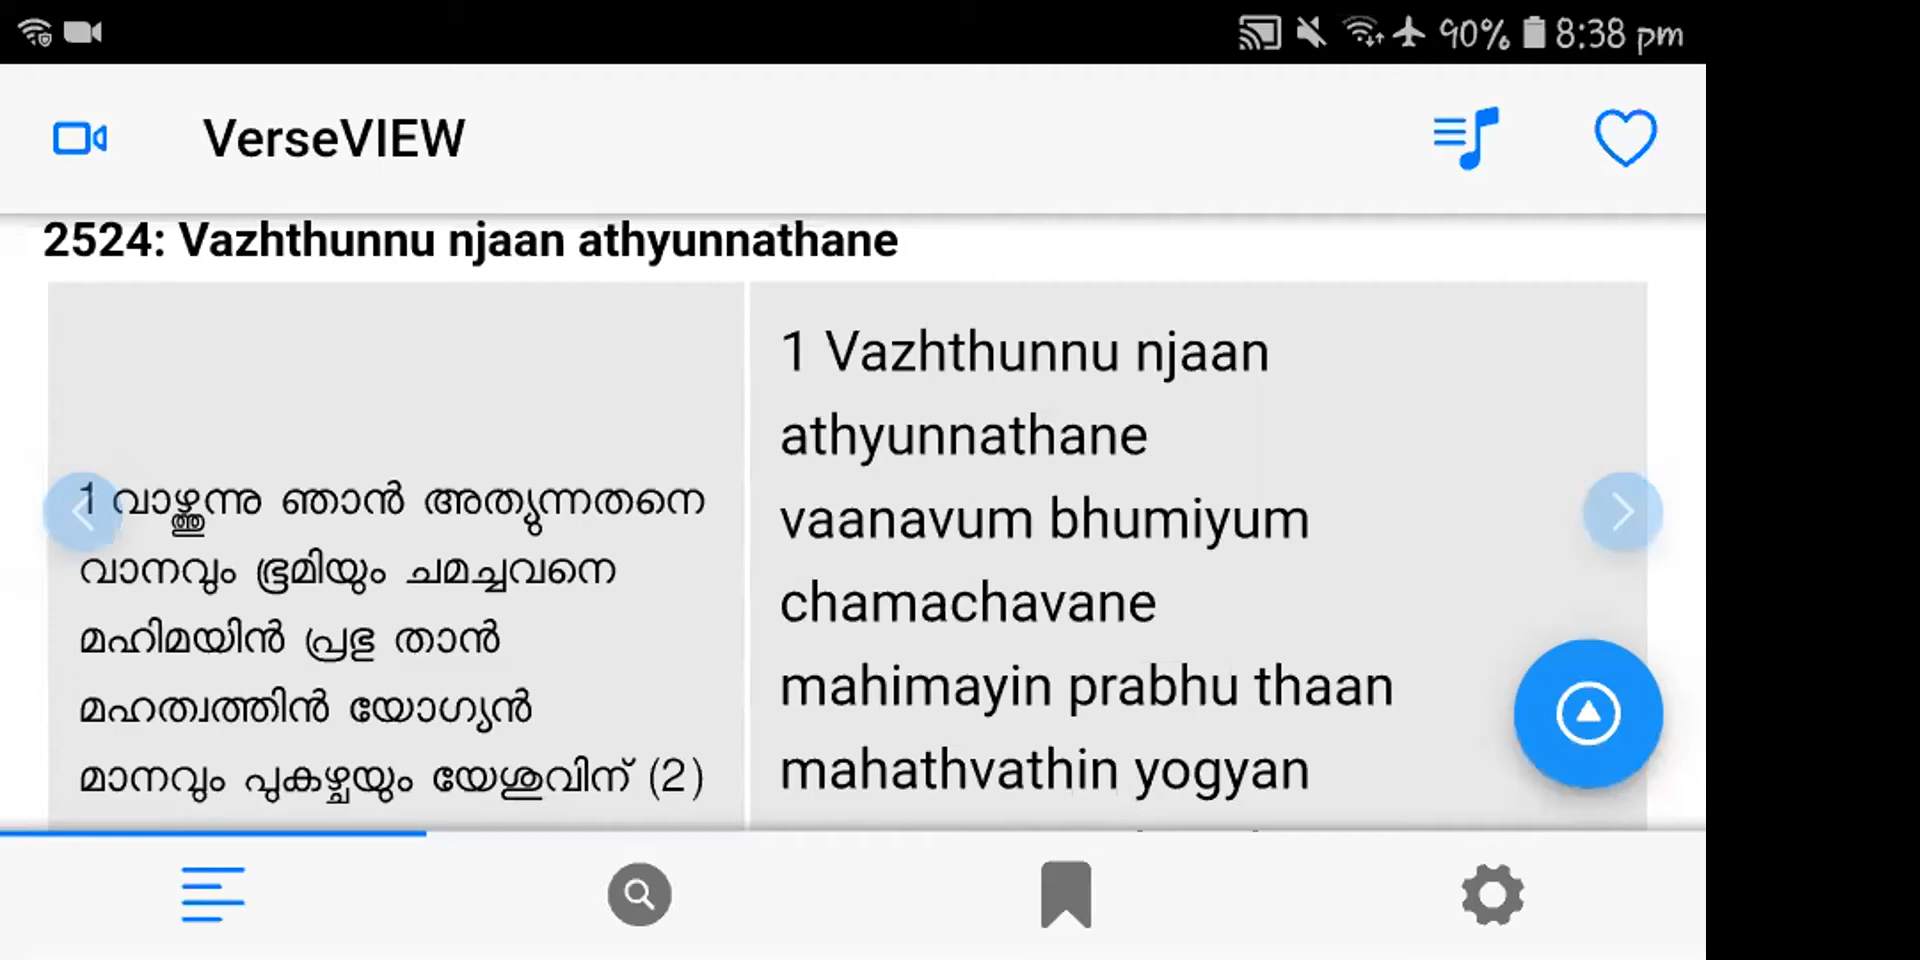 90% 8:38 pm
VerseVIEW
2524: Vazhthunnu njaan athyunnathane
1 വാഴ്ത്തുന്നു ഞാൻ അത്യുന്നതനെ
വാനവും ഭൂമിയും ചമച്ചവനെ
മഹിമയിൻ പ്രഭു താൻ
മഹത്വത്തിൻ യോഗ്യൻ
മാനവും പുകഴ്ചയും യേശുവിന് (2)
1 Vazhthunnu njaan
athyunnathane
vaanavum bhumiyum
chamachavane
mahimayin prabhu thaan
mahathvathin yogyan